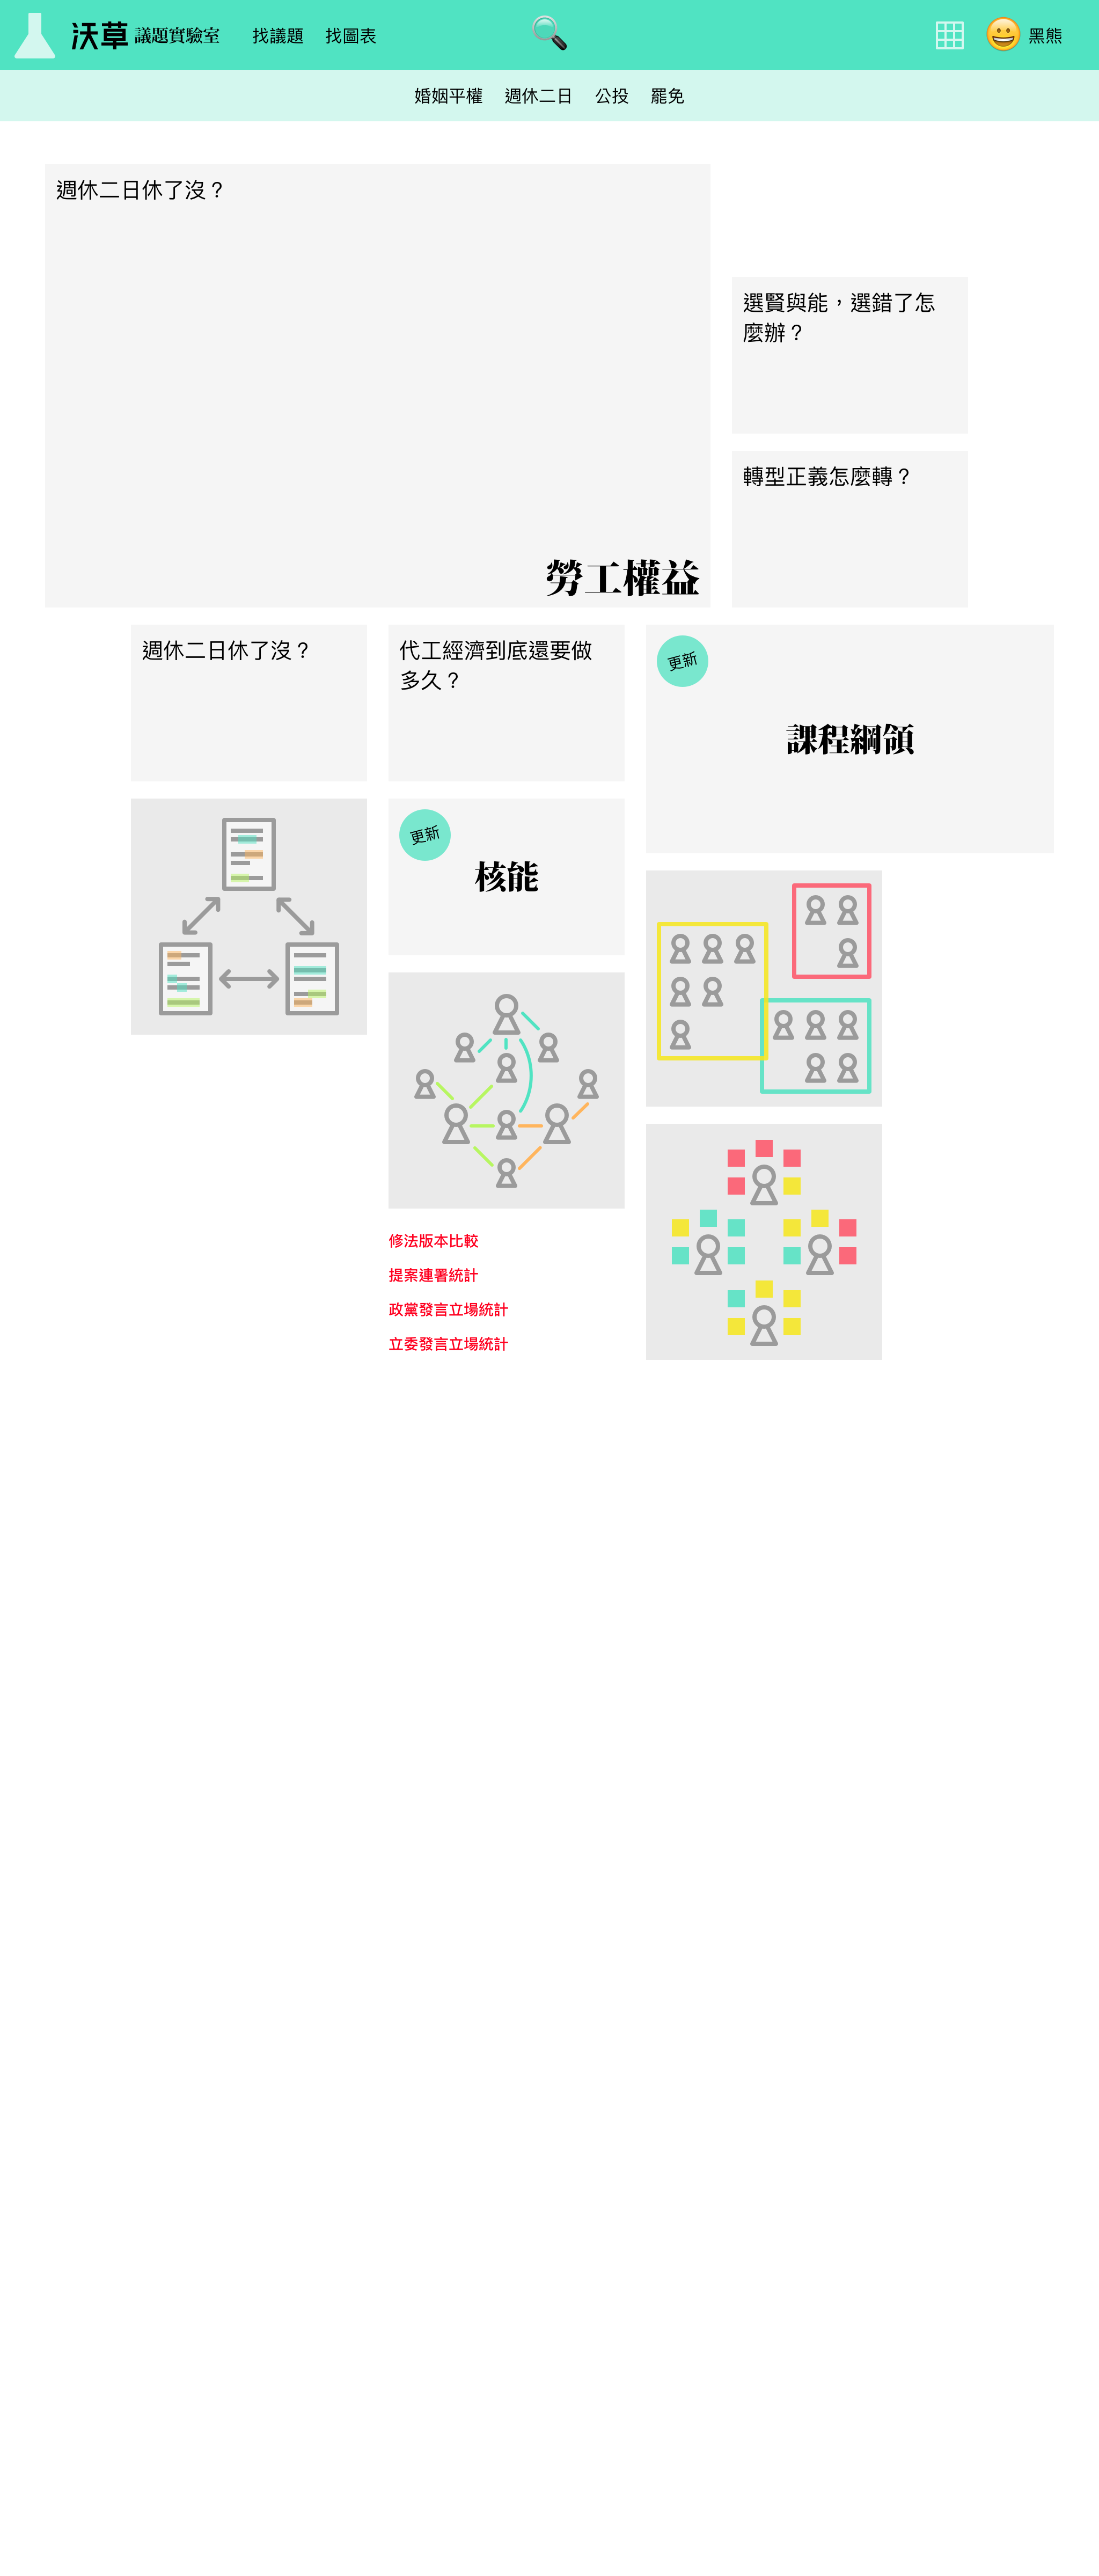 沃草 議題實驗室 找議題 找圖表 黑熊
婚姻平權 週休二日 公投 罷免
週休二日休了沒？
勞工權益
選賢與能，選錯了怎
麼辦？
轉型正義怎麼轉？
週休二日休了沒？
代工經濟到底還要做
多久？
更新
課程綱領
更新
核能
修法版本比較
提案連署統計
政黨發言立場統計
立委發言立場統計